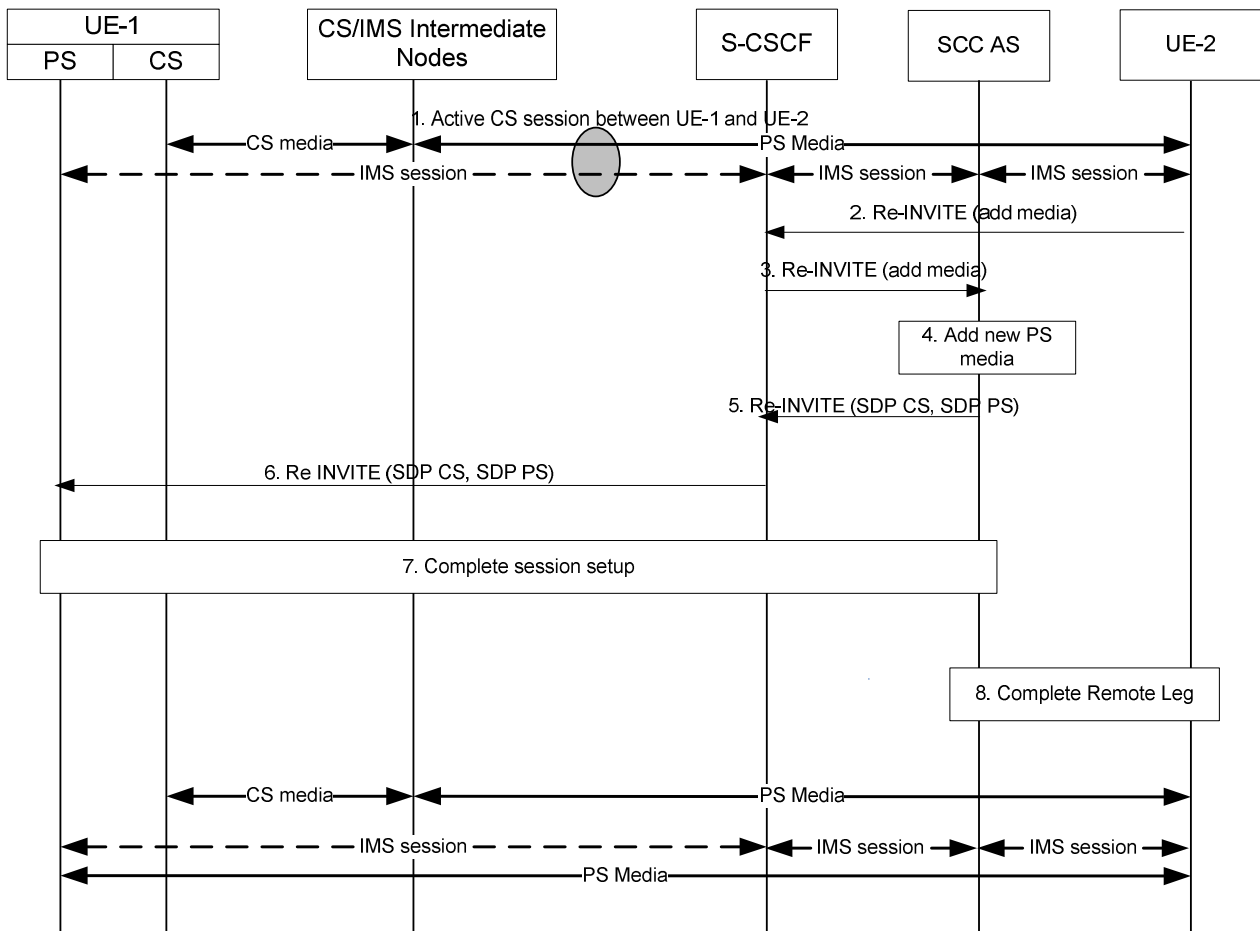 UE-1
PS
CS
CS/IMS Intermediate
Nodes
S-CSCF
SCC AS
UE-2
1. Active CS session between UE-1 and UE-2
CS media
PS Media
IMS session
IMS session
IMS session
2. Re-INVITE (add media)
3. Re-INVITE (add media)
4. Add new PS
media
5. Re-INVITE (SDP CS, SDP PS)
6. Re INVITE (SDP CS, SDP PS)
7. Complete session setup
8. Complete Remote Leg
CS media
PS Media
IMS session
IMS session
IMS session
PS Media